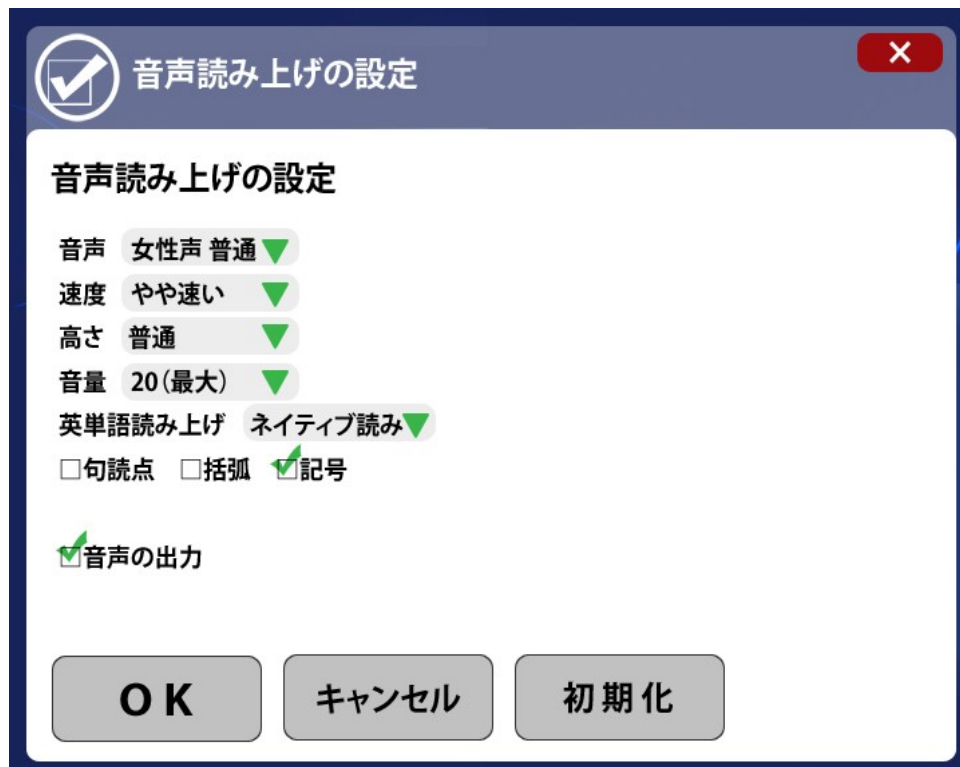 音声読み上げの設定
音声読み上げの設定
音声 女性声 普通
速度 やや速い
高さ 普通
音量 20(最大)
英単語読み上げ ネイティブ読み
句読点 括弧 記号
音声の出力
OK キャンセル 初期化